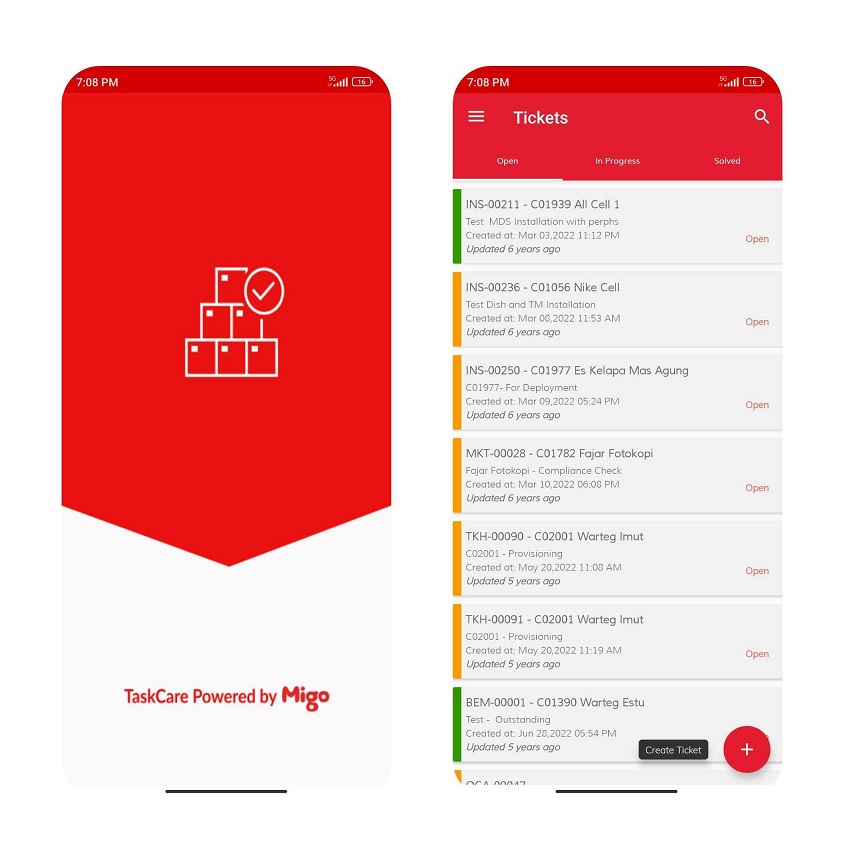 7:08 PM
5G
16
TaskCare Powered by Migo
7:08 PM
5G
16
Tickets
Open
In Progress
Solved
INS-00211 - C01939 All Cell 1
Test  MDS Installation with perphs
Created at: Mar 03,2022 11:12 PM
Open
Updated 6 years ago
INS-00236 - C01056 Nike Cell
Test Dish and TM Installation
Created at: Mar 08,2022 11:53 AM
Open
Updated 6 years ago
INS-00250 - C01977 Es Kelapa Mas Agung
C01977- For Deployment
Created at: Mar 09,2022 05:24 PM
Open
Updated 6 years ago
MKT-00028 - C01782 Fajar Fotokopi
Fajar Fotokopi - Compliance Check
Created at: Mar 10,2022 06:08 PM
Open
Updated 6 years ago
TKH-00090 - C02001 Warteg Imut
C02001 - Provisioning
Created at: May 20,2022 11:08 AM
Open
Updated 5 years ago
TKH-00091 - C02001 Warteg Imut
C02001 - Provisioning
Created at: May 20,2022 11:19 AM
Open
Updated 5 years ago
BEM-00001 - C01390 Warteg Estu
Test -  Outstanding
Created at: Jun 28,2022 05:54 PM
Updated 5 years ago
Create Ticket